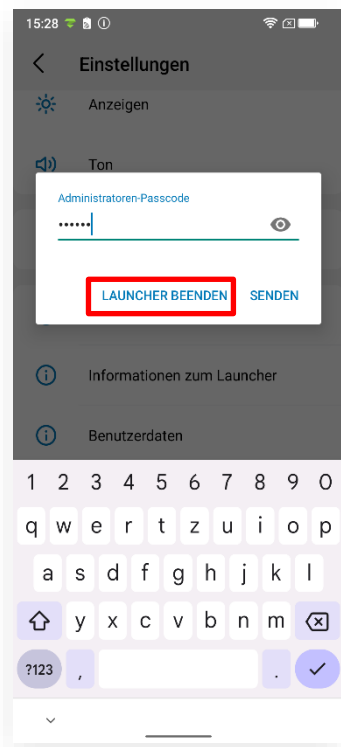 15:28
Einstellungen
Anzeigen
Ton
Administratoren-Passcode
••••••
LAUNCHER BEENDEN SENDEN
Informationen zum Launcher
Benutzerdaten
1 2 3 4 5 6 7 8 9 0
q w e r t z u i o p
a s d f g h j k l
y x c v b n m
?123 , .